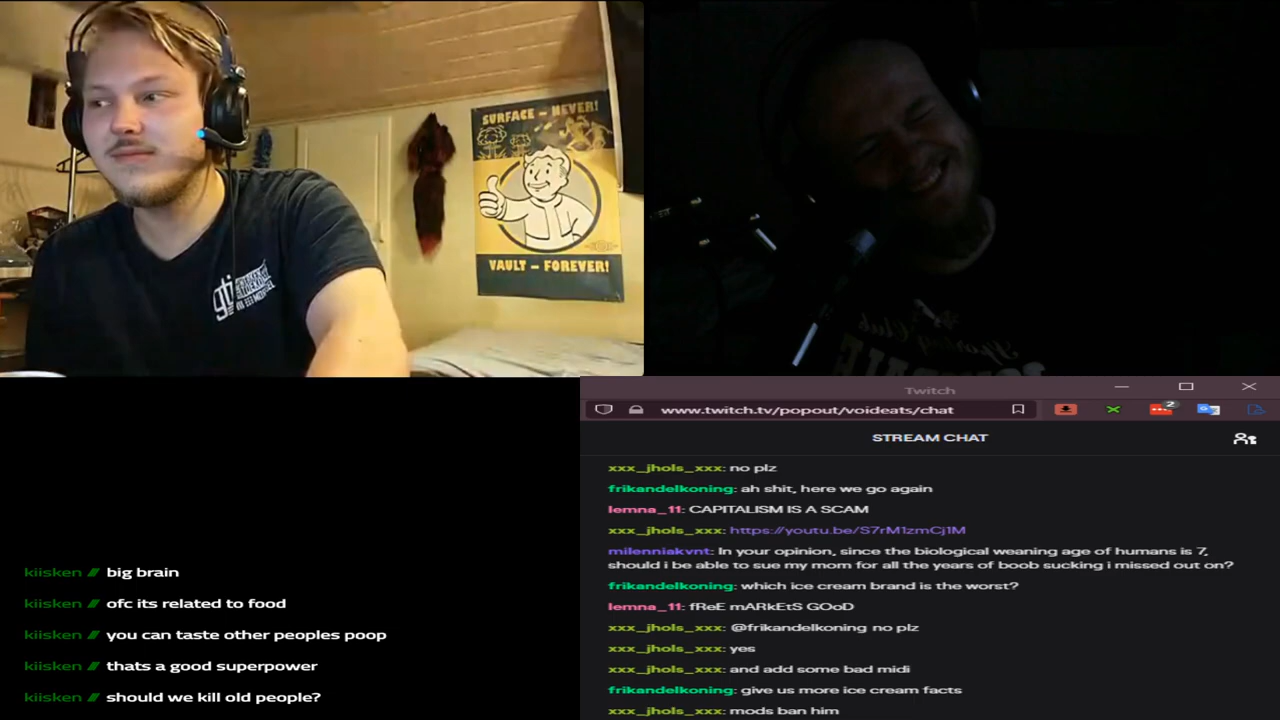 SURFACE – NEVER!
VAULT – FOREVER!
gti
Twitch
www.twitch.tv/popout/voideats/chat
2
STREAM CHAT
xxx_jhols_xxx: no plz
frikandelkoning: ah shit, here we go again
lemna_11: CAPITALISM IS A SCAM
xxx_jhols_xxx: https://youtu.be/S7rM1zmCj1M
milenniakvnt: In your opinion, since the biological weaning age of humans is 7,
should i be able to sue my mom for all the years of boob sucking i missed out on?
frikandelkoning: which ice cream brand is the worst?
lemna_11: fReE mARkEtS GOoD
xxx_jhols_xxx: @frikandelkoning no plz
xxx_jhols_xxx: yes
xxx_jhols_xxx: and add some bad midi
frikandelkoning: give us more ice cream facts
xxx_jhols_xxx: mods ban him
kiisken // big brain
kiisken // ofc its related to food
kiisken // you can taste other peoples poop
kiisken // thats a good superpower
kiisken // should we kill old people?